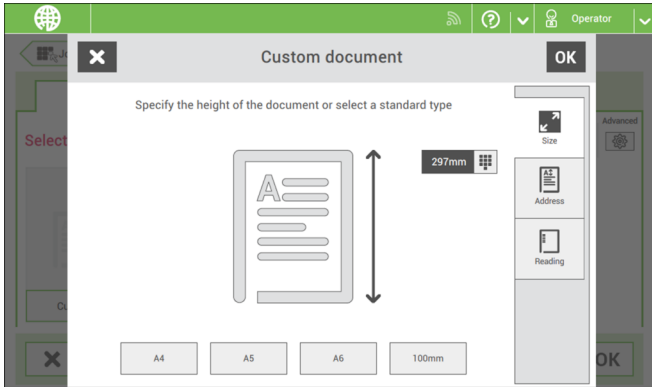 Operator
Custom document
OK
Specify the height of the document or select a standard type
Advanced
Select
297mm
Size
A
Address
Reading
A4
A5
A6
100mm
OK